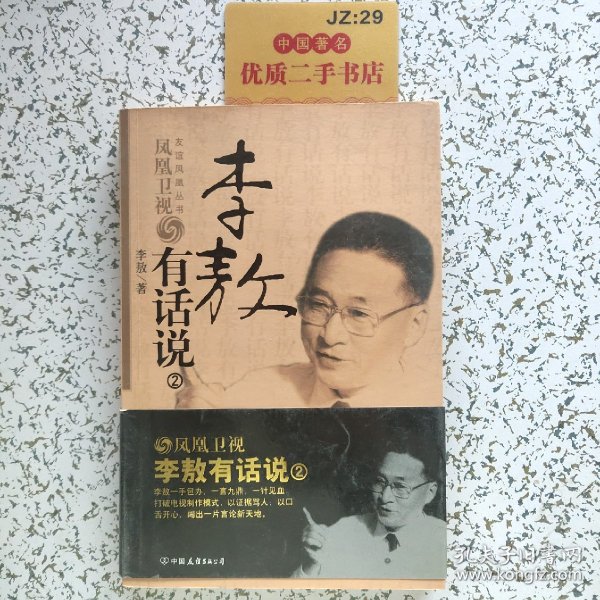 JZ:29
中国著名
优质二手书店
友谊凤凰丛书
凤凰卫视
李敖
李敖/著
有话说
②
凤凰卫视
李敖有话说②
李敖一手包办，一言九鼎，一针见血，
打破电视制作模式，以证据骂人，以口
舌开心，阔出一片言论新天地。
中国友谊出版公司
孔夫子旧书网
www.kongfz.com